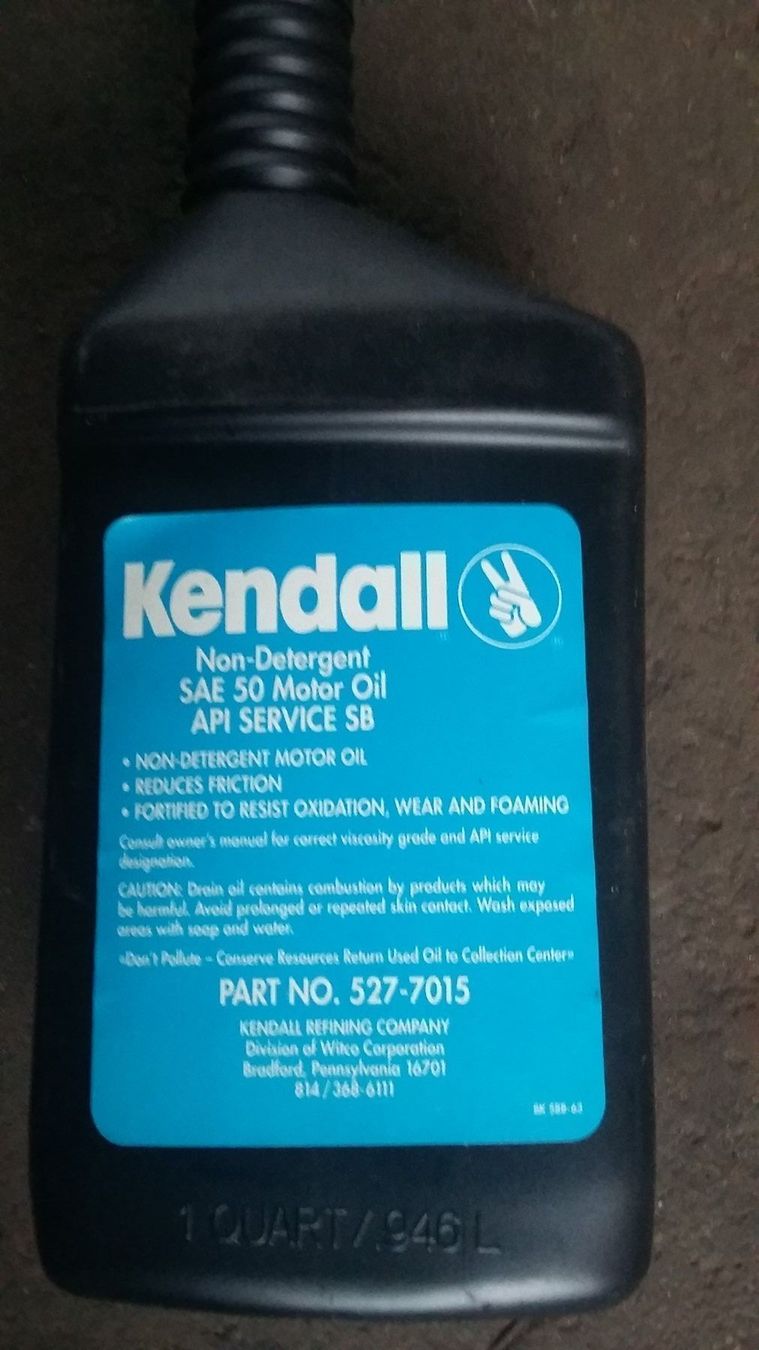 Kendall
Non-Detergent
SAE 50 Motor Oil
API SERVICE SB
• NON-DETERGENT MOTOR OIL
• REDUCES FRICTION
• FORTIFIED TO RESIST OXIDATION, WEAR AND FOAMING
Consult owner's manual for correct viscosity grade and API service
designation.
CAUTION: Drain oil contains combustion by products which may
be harmful. Avoid prolonged or repeated skin contact. Wash exposed
areas with soap and water.
«Don't Pollute – Conserve Resources Return Used Oil to Collection Center»
PART NO. 527-7015
KENDALL REFINING COMPANY
Division of Witco Corporation
Bradford, Pennsylvania 16701
814/368-6111
1 QUART/.946 L